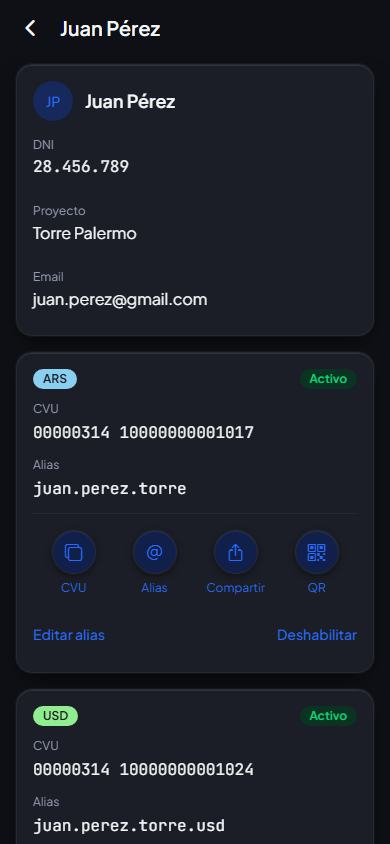 Juan Pérez
JP
Juan Pérez
DNI
28.456.789
Proyecto
Torre Palermo
Email
juan.perez@gmail.com
ARS
Activo
CVU
00000314 10000000001017
Alias
juan.perez.torre
CVU
@
Alias
Compartir
QR
Editar alias
Deshabilitar
USD
Activo
CVU
00000314 10000000001024
Alias
juan.perez.torre.usd